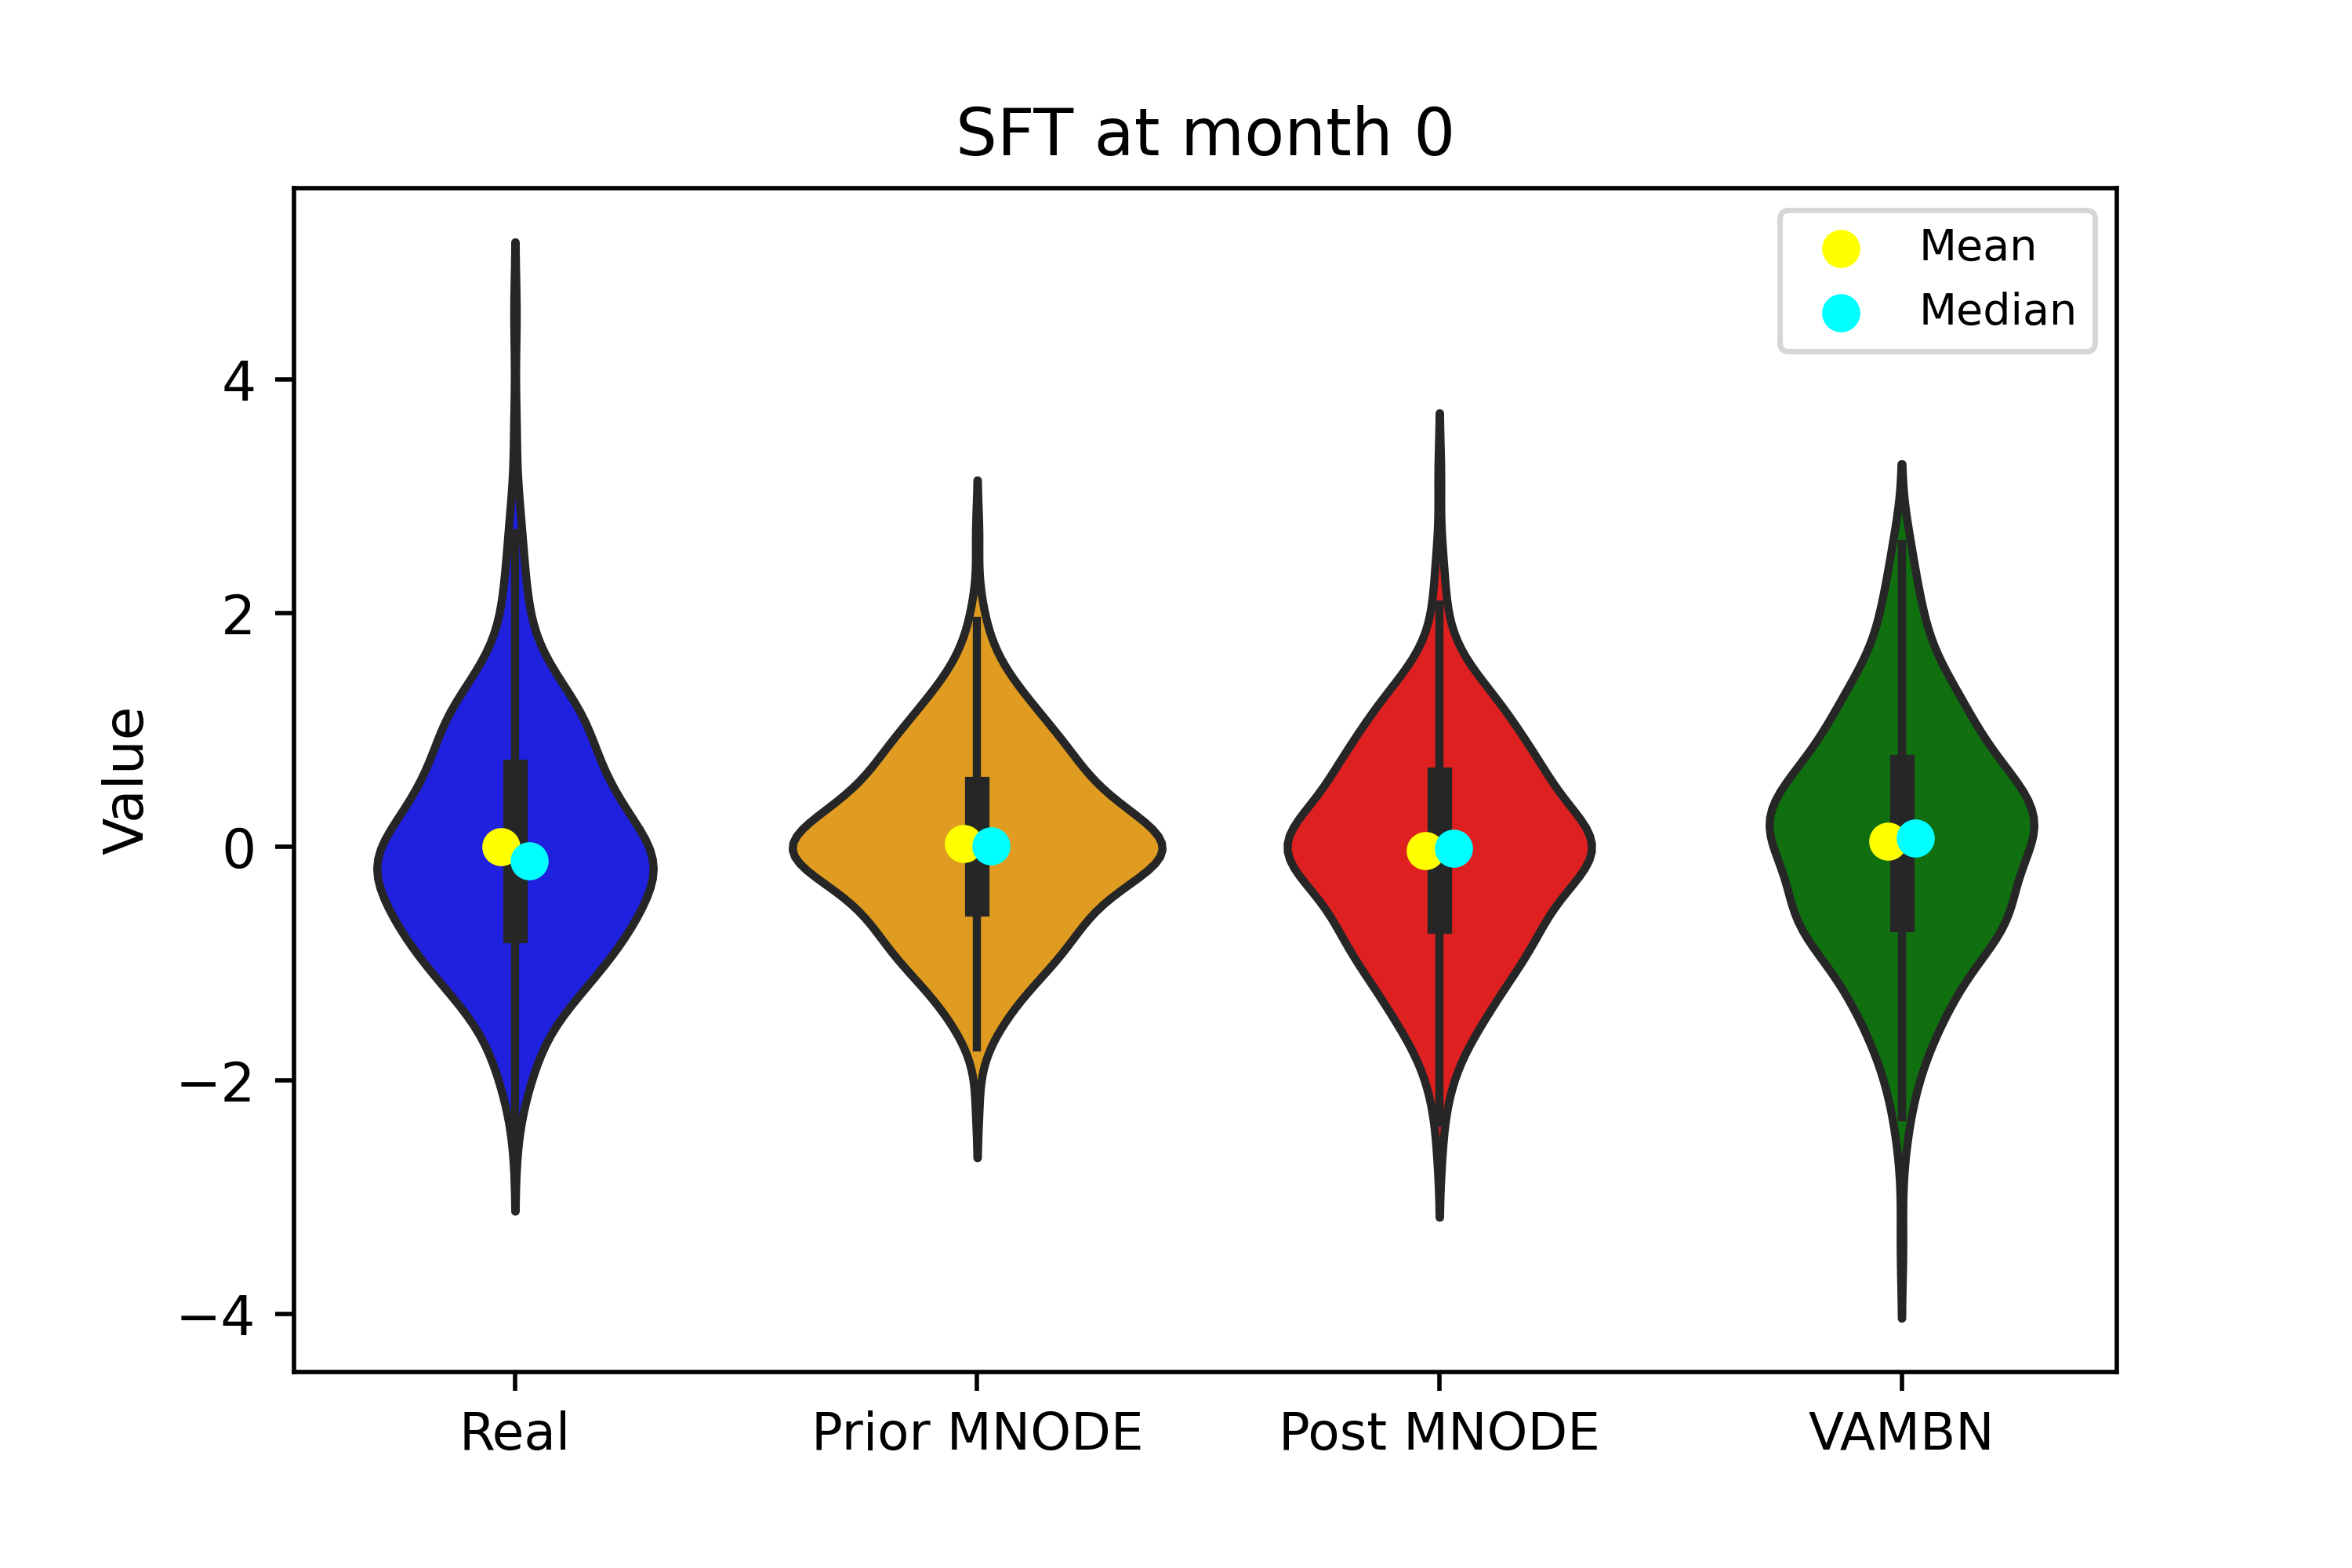 SFT at month 0
Mean
Median
Value
4
2
0
−2
−4
Real
Prior MNODE
Post MNODE
VAMBN